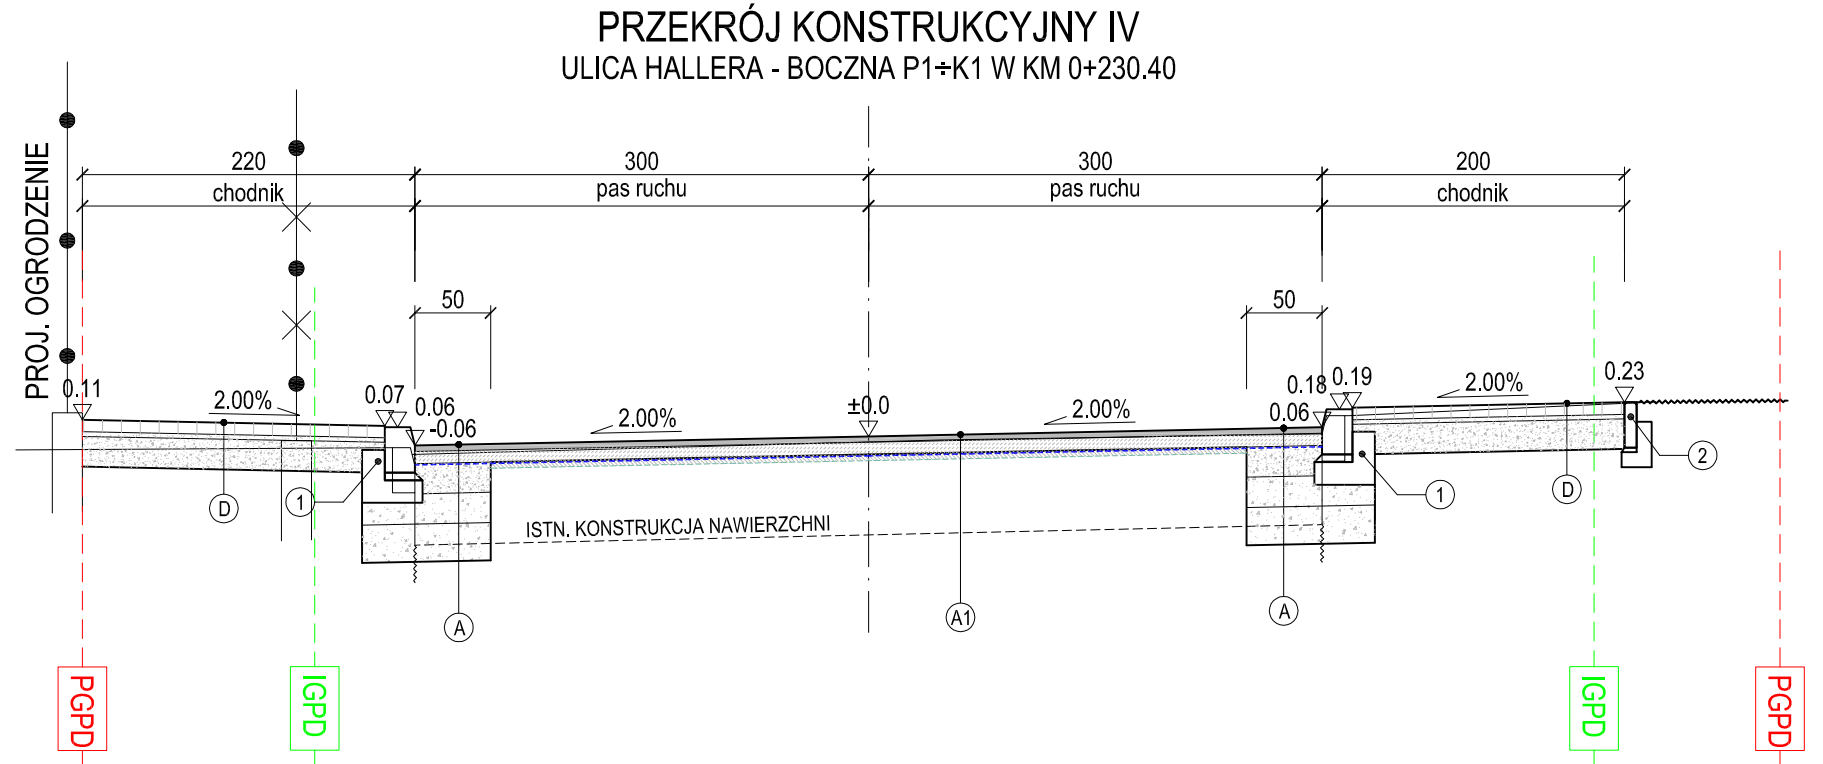 PRZEKRÓJ KONSTRUKCYJNY IV
ULICA HALLERA - BOCZNA P1÷K1 W KM 0+230.40
PROJ. OGRODZENIE
220
300
300
200
chodnik
pas ruchu
pas ruchu
chodnik
50
50
0.11
2.00%
0.07
0.06
-0.06
2.00%
±0.0
2.00%
0.18
0.19
0.06
2.00%
0.23
D
1
ISTN. KONSTRUKCJA NAWIERZCHNI
1
D
2
A
A1
A
PGPD
IGPD
IGPD
PGPD